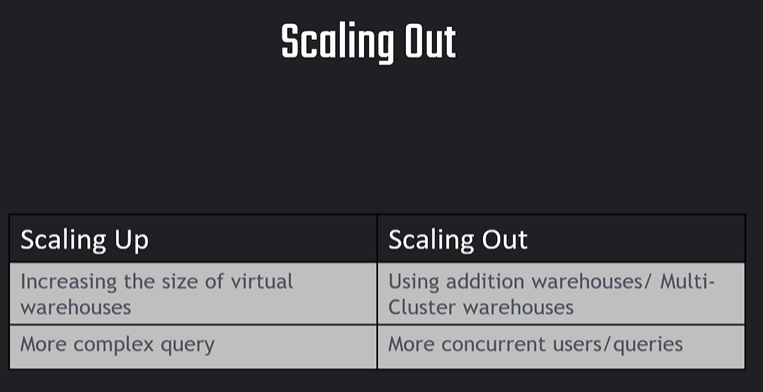 Scaling Out
Scaling Up
Scaling Out
Increasing the size of virtual
warehouses
Using addition warehouses/ Multi-
Cluster warehouses
More complex query
More concurrent users/queries